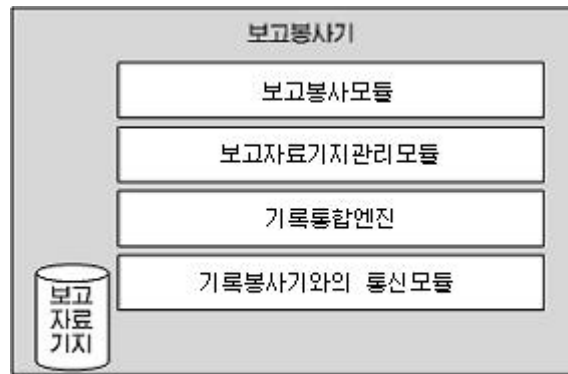 보고봉사기
보고봉사모듈
보고자료기지관리모듈
기록통합엔진
기록봉사기와의 통신모듈
보고
자료
기지